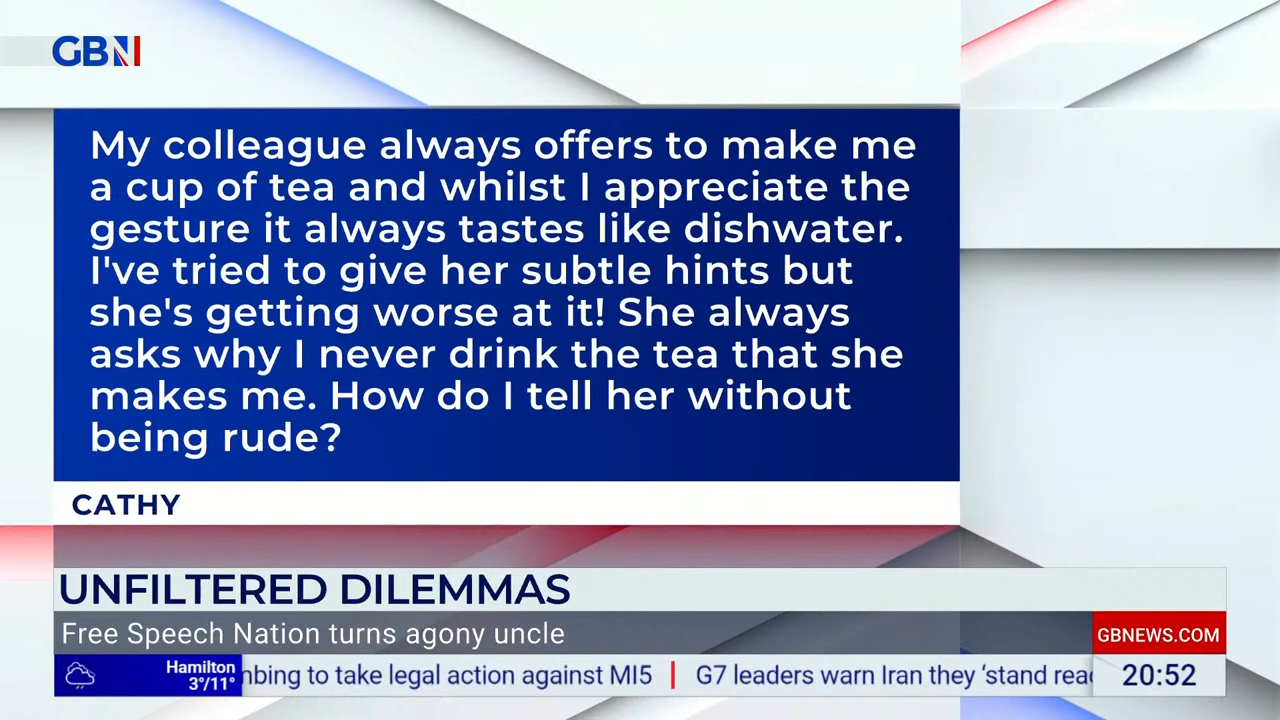 GBN
My colleague always offers to make me
a cup of tea and whilst I appreciate the
gesture it always tastes like dishwater.
I've tried to give her subtle hints but
she's getting worse at it! She always
asks why I never drink the tea that she
makes me. How do I tell her without
being rude?
CATHY
UNFILTERED DILEMMAS
Free Speech Nation turns agony uncle
GBNEWS.COM
Hamilton
3°/11°
to take legal action against MI5 | G7 leaders warn Iran they ‘stand
20:52